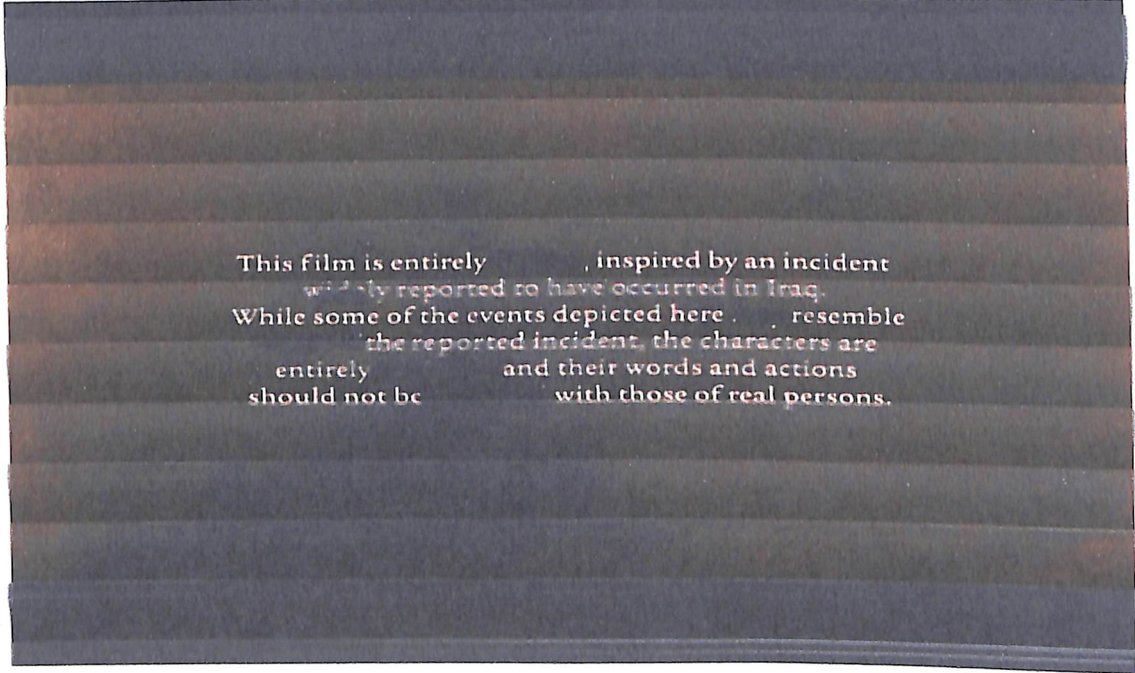 This film is entirely , inspired by an incident
widely reported to have occurred in Iraq.
While some of the events depicted here resemble
the reported incident, the characters are
entirely and their words and actions
should not be with those of real persons.